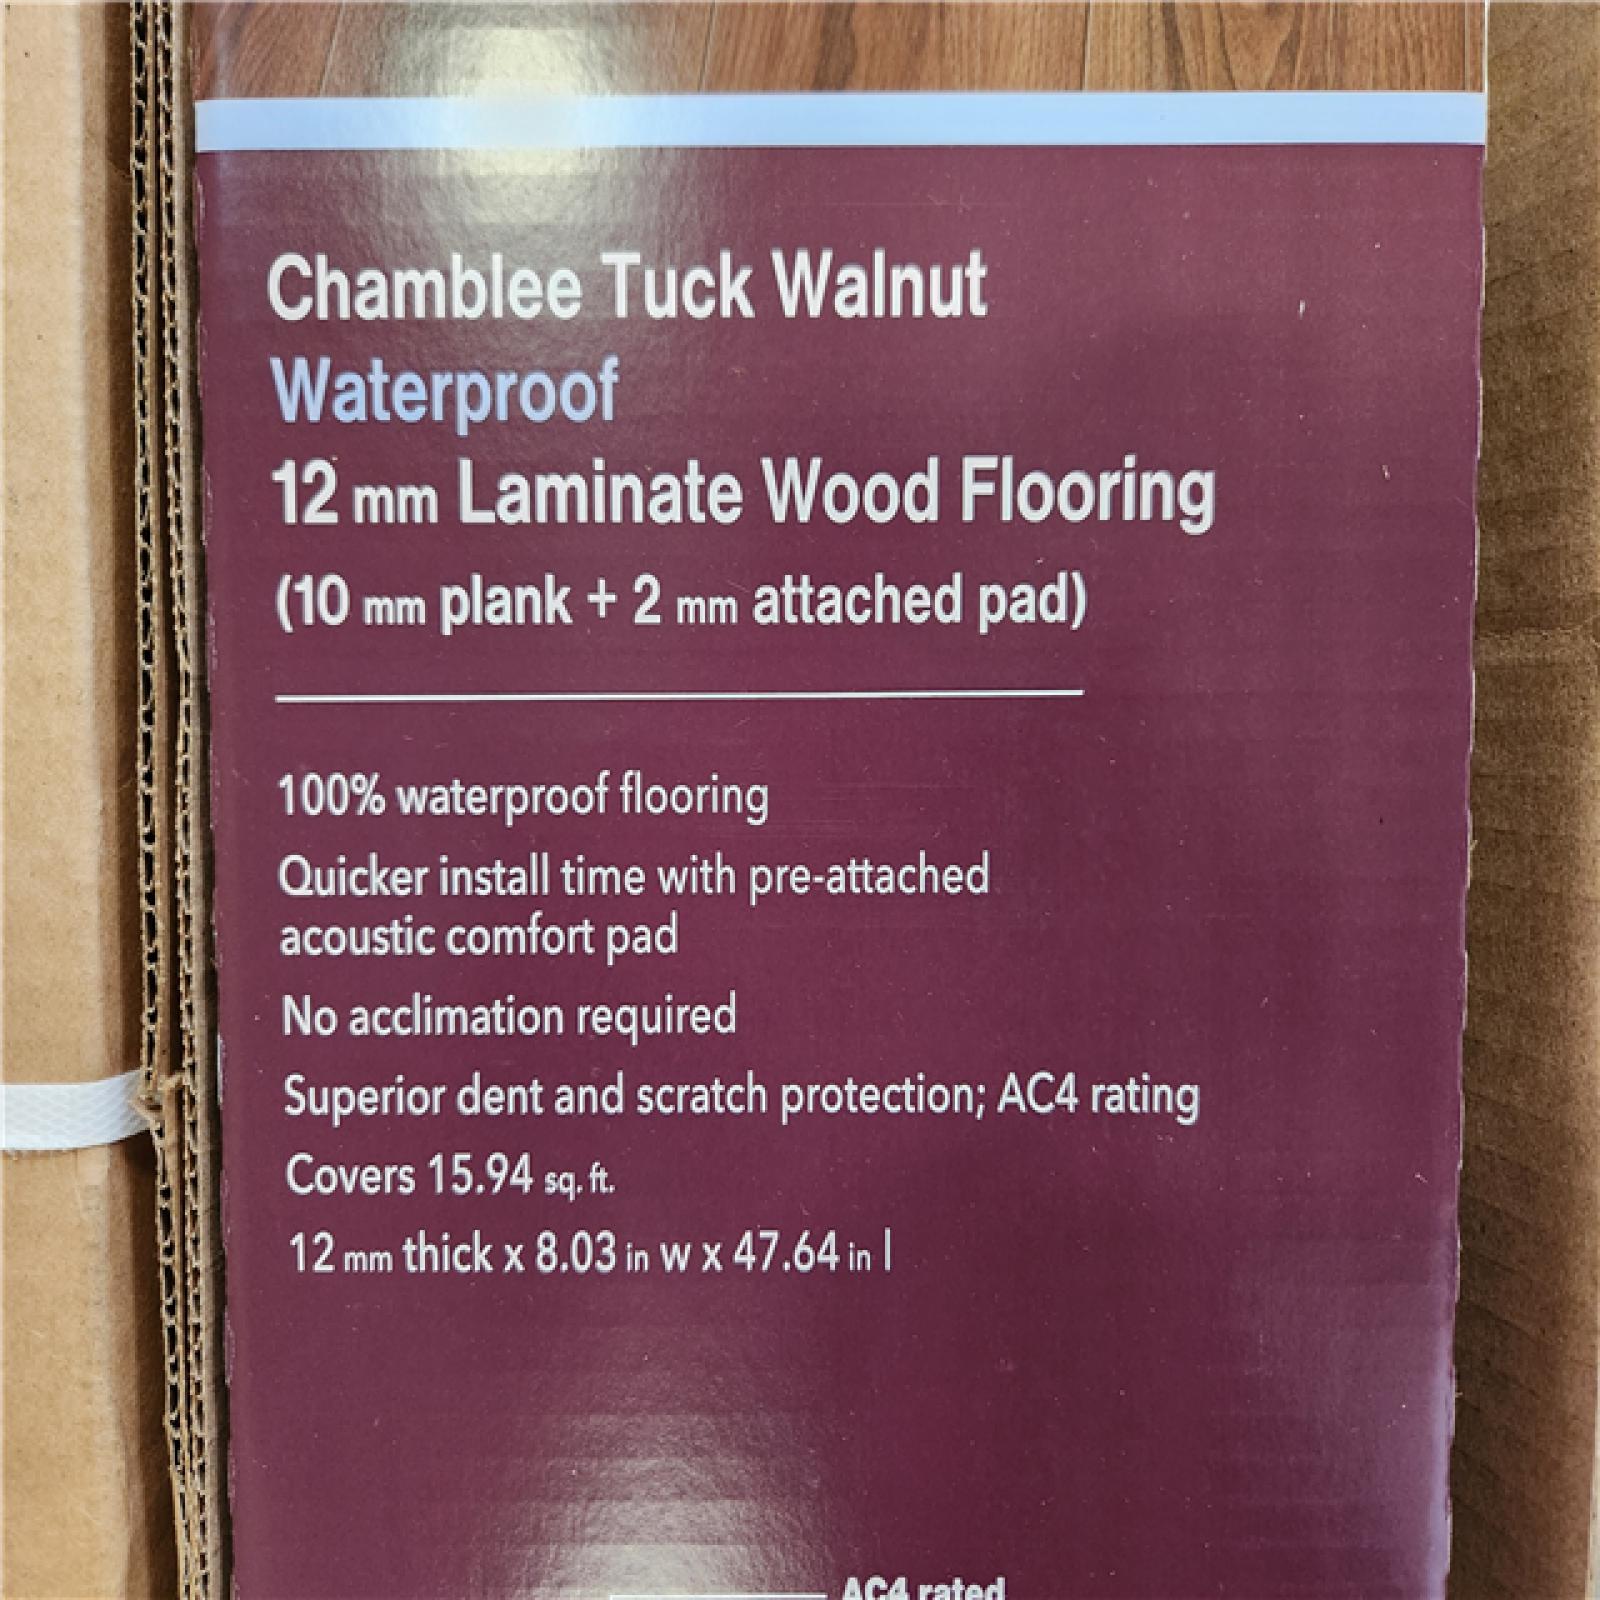 Chamblee Tuck Walnut
Waterproof
12 mm Laminate Wood Flooring
(10 mm plank + 2 mm attached pad)
100% waterproof flooring
Quicker install time with pre-attached
acoustic comfort pad
No acclimation required
Superior dent and scratch protection; AC4 rating
Covers 15.94 sq. ft.
12 mm thick x 8.03 in w x 47.64 in l
AC4 rated